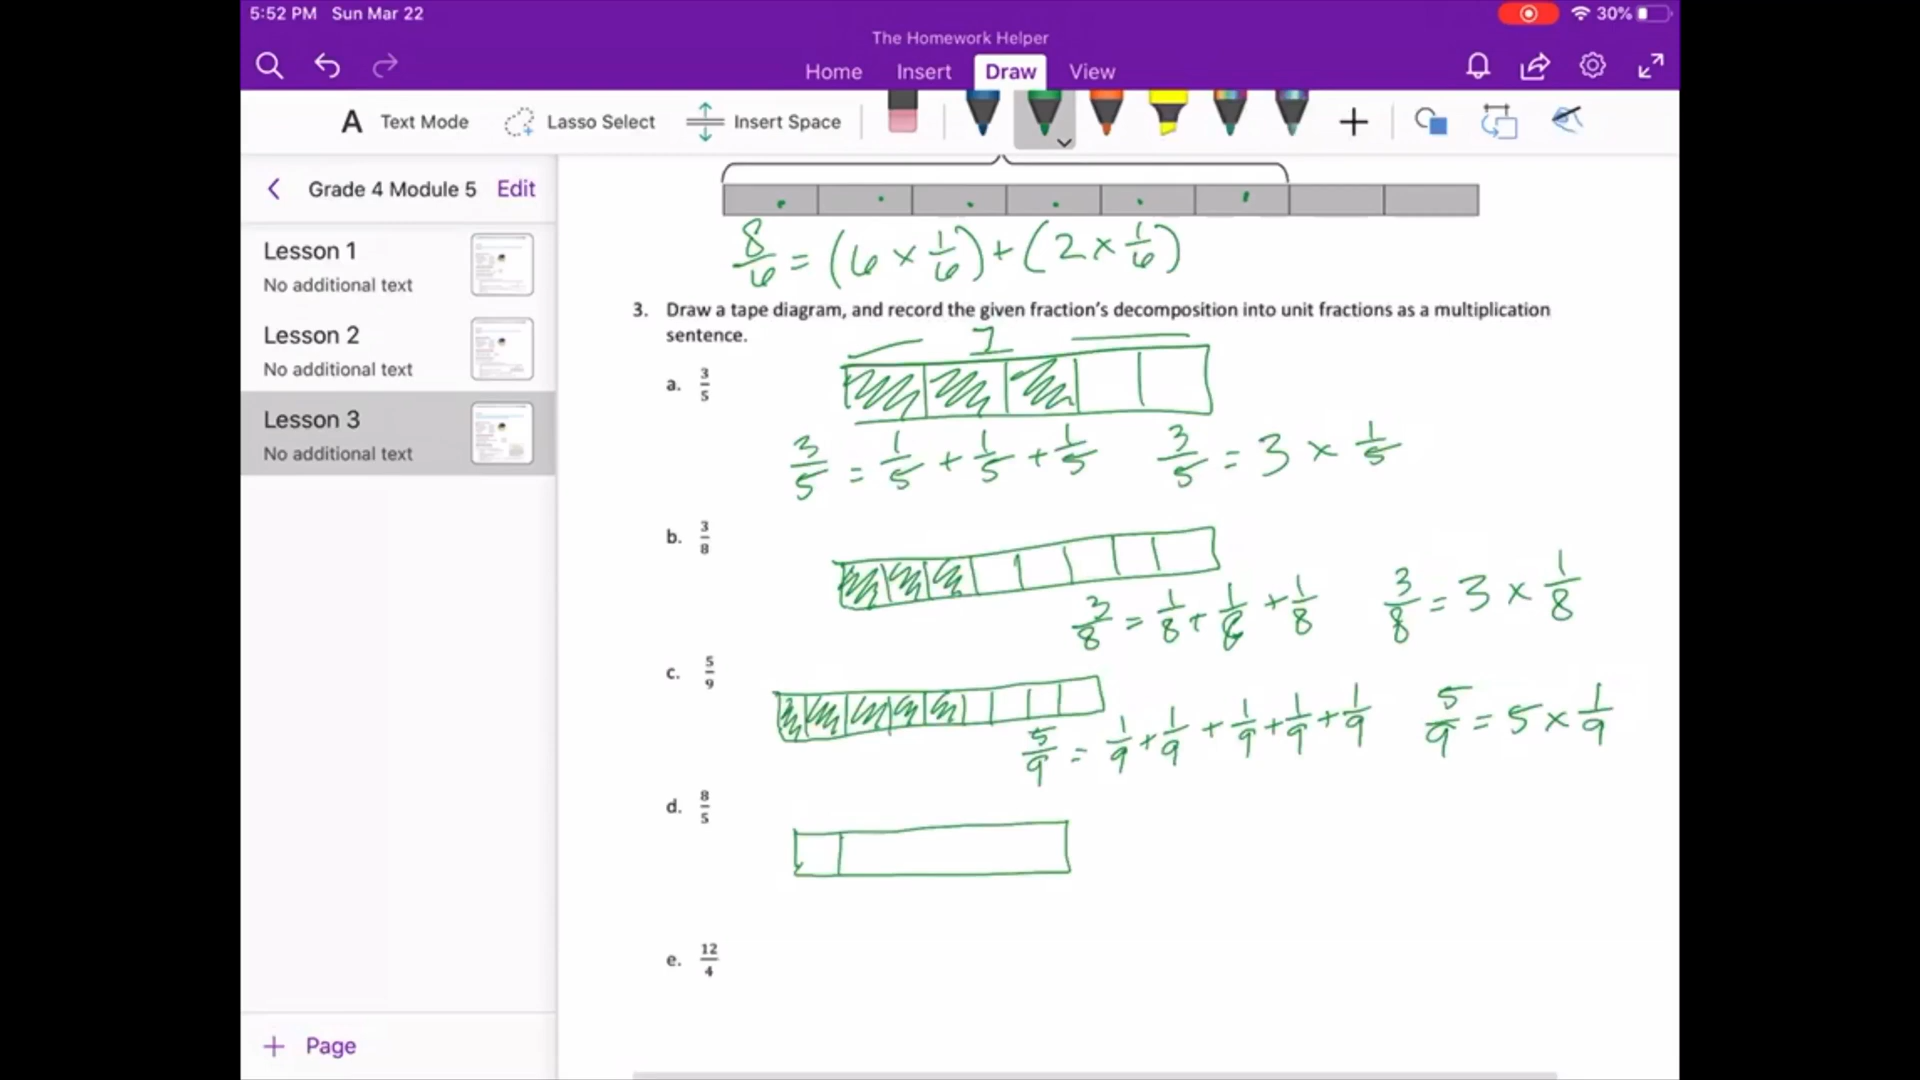 5:52 PM Sun Mar 22
30%
The Homework Helper
Home Insert Draw View
A Text Mode Lasso Select Insert Space
Grade 4 Module 5 Edit
Lesson 1
No additional text
Lesson 2
No additional text
Lesson 3
No additional text
+ Page
8/6 = (6 × 1/6) + (2 × 1/6)
3. Draw a tape diagram, and record the given fraction's decomposition into unit fractions as a multiplication
sentence.
1
a. 3/5
3/5 = 1/5 + 1/5 + 1/5 3/5 = 3 × 1/5
b. 3/8
3/8 = 1/8 + 1/8 + 1/8 3/8 = 3 × 1/8
c. 5/9
5/9 = 1/9 + 1/9 + 1/9 + 1/9 + 1/9 5/9 = 5 × 1/9
d. 8/5
e. 12/4